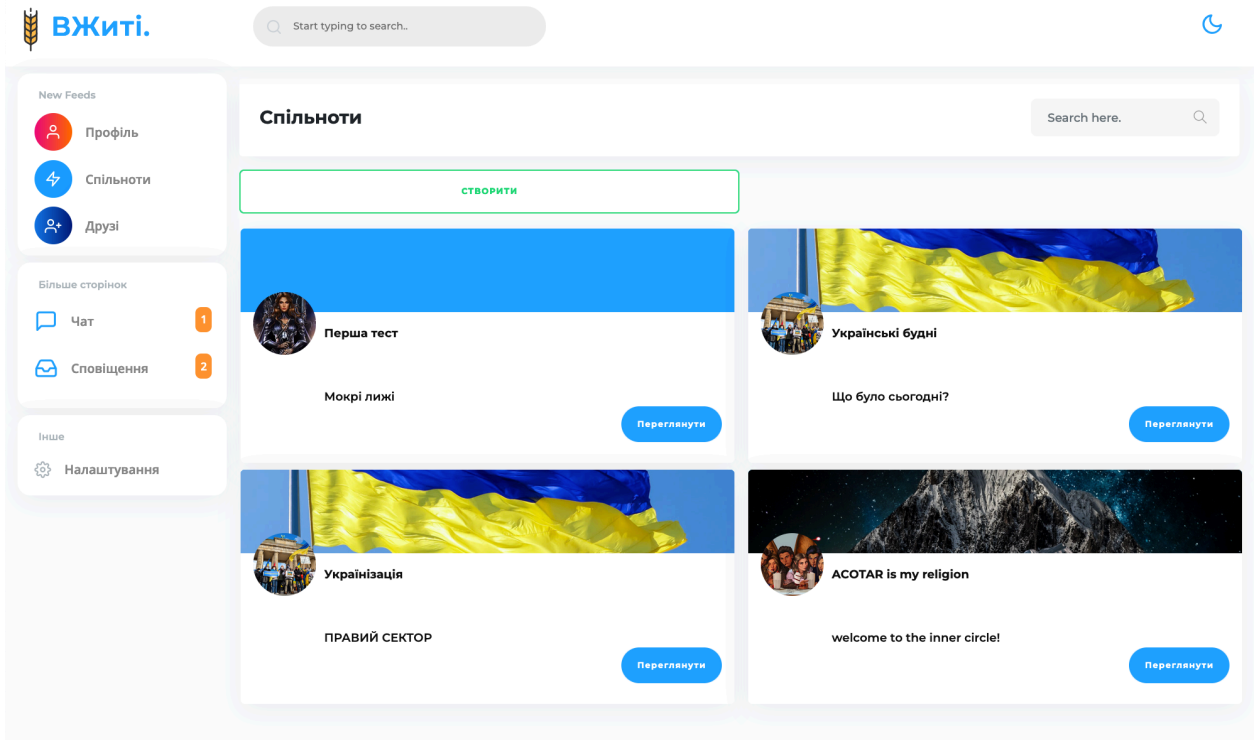 ВЖиті.
Start typing to search..
New Feeds
Профіль
Спільноти
Друзі
Більше сторінок
Чат
1
Сповіщення
2
Інше
Налаштування
Спільноти
Search here.
СТВОРИТИ
Перша тест
Мокрі лижі
Переглянути
Українські будні
Що було сьогодні?
Переглянути
Українізація
ПРАВИЙ СЕКТОР
Переглянути
ACOTAR is my religion
welcome to the inner circle!
Переглянути